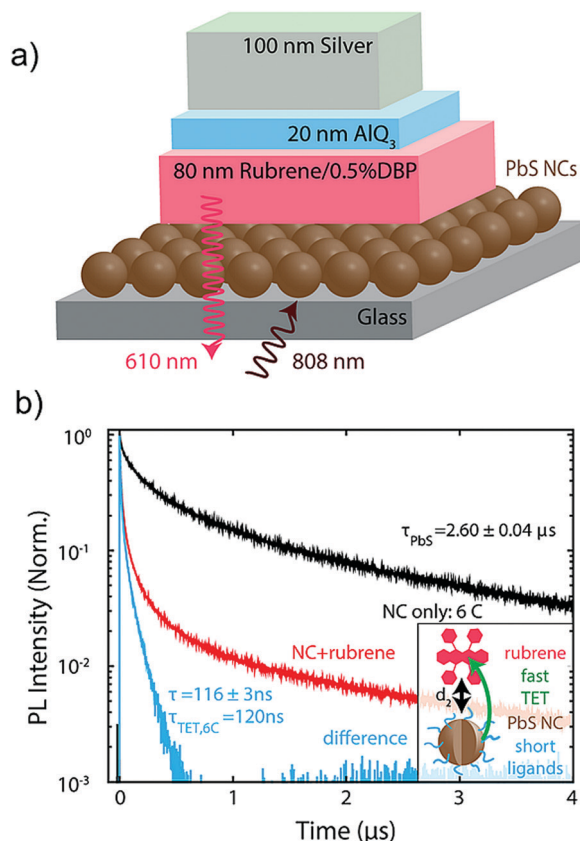 a)
100 nm Silver
20 nm AlQ₃
80 nm Rubrene/0.5%DBP
PbS NCs
Glass
610 nm
808 nm
b)
10⁰
10⁻¹
10⁻²
10⁻³
PL Intensity (Norm.)
τPbS=2.60 ± 0.04 µs
NC only: 6 C
NC+rubrene
τ=116 ± 3ns
τTET,6C=120ns
difference
rubrene
fast
TET
d₂
PbS NC
short
ligands
0 1 2 3 4
Time (µs)